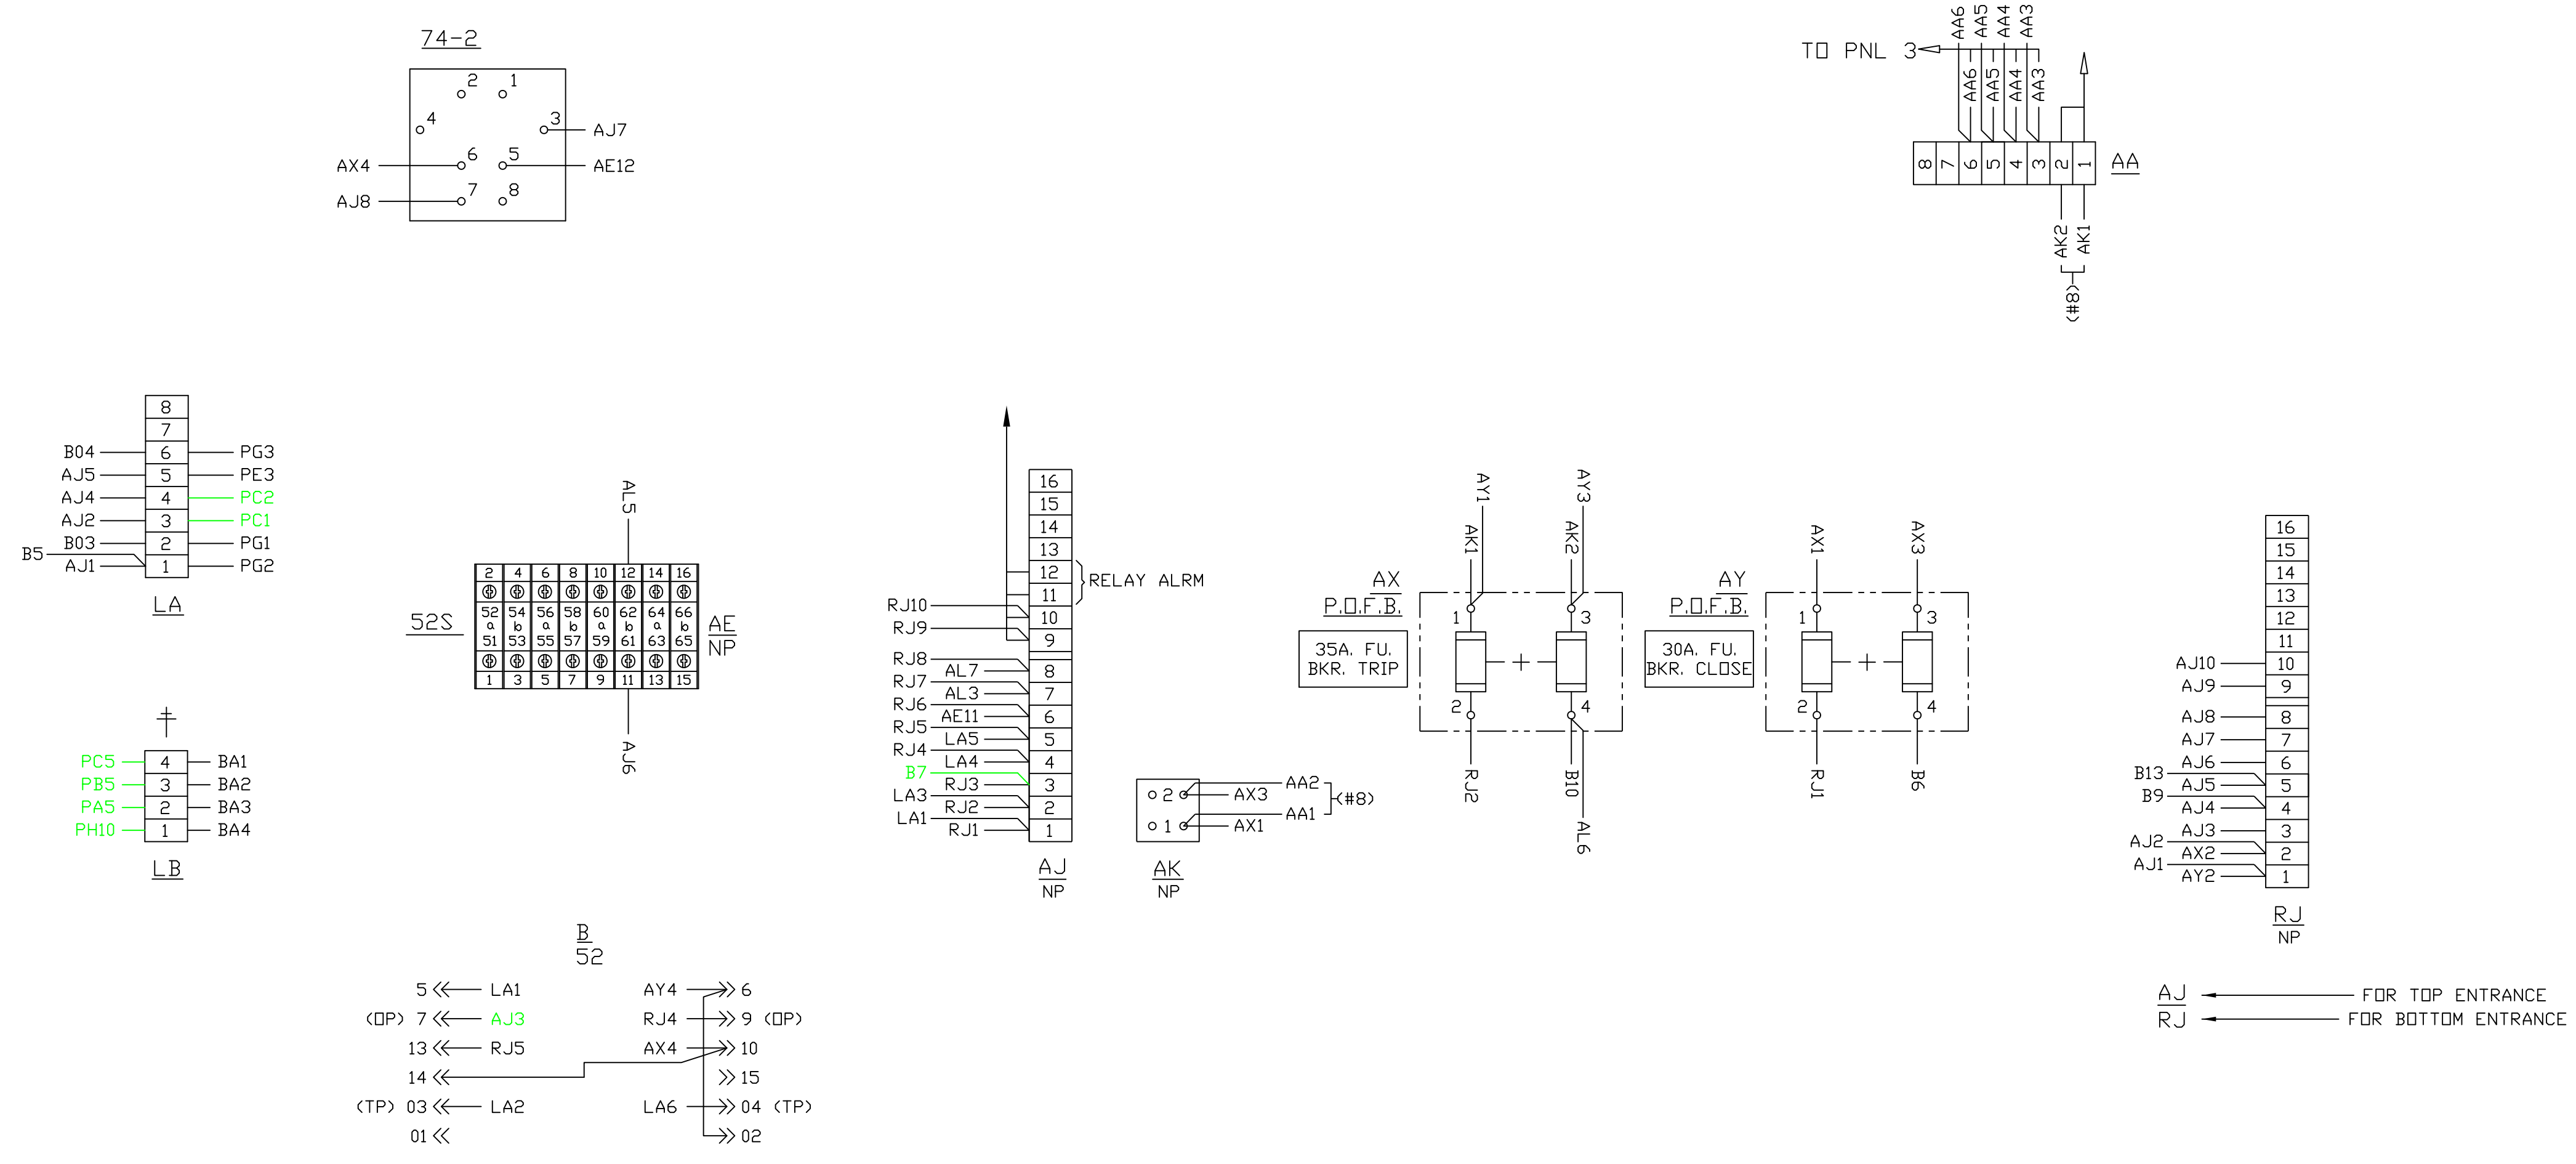 74-2
2 1
4 3 AJ7
AX4 6 5 AE12
AJ8 7 8
AA6 AA5 AA4 AA3
TO PNL 3
AA6 AA5 AA4 AA3
8 7 6 5 4 3 2 1 AA
AK2 AK1
(#8)
8
7
B04 6 PG3
AJ5 5 PE3
AJ4 4 PC2
AJ2 3 PC1
B03 2 PG1
B5
AJ1 1 PG2
LA
PC5 4 BA1
PB5 3 BA2
PA5 2 BA3
PH10 1 BA4
LB
AL5
2 4 6 8 10 12 14 16
52 54 56 58 60 62 64 66
a b a b a b a b
51 53 55 57 59 61 63 65
1 3 5 7 9 11 13 15
52S
AE
NP
AJ6
16
15
14
13
12
11
RELAY ALRM
RJ10 10
RJ9 9
RJ8
AL7 8
RJ7
AL3 7
RJ6
AE11 6
RJ5
LA5 5
RJ4
LA4 4
B7
RJ3 3
LA3
RJ2 2
LA1
RJ1 1
AJ
NP
2 AA2
AX3
(#8)
1 AA1
AX1
AK
NP
AY1 AY3
AK1 AK2
AX
P.O.F.B.
35A. FU.
BKR. TRIP
1 3
2 4
RJ2 B10
AL6
AX1 AX3
AY
P.O.F.B.
30A. FU.
BKR. CLOSE
1 3
2 4
RJ1 B6
16
15
14
13
12
11
AJ10 10
AJ9 9
AJ8 8
AJ7 7
AJ6 6
B13
AJ5 5
B9
AJ4 4
AJ3 3
AJ2
AX2 2
AJ1
AY2 1
RJ
NP
B
52
5 LA1 AY4 6
(OP) 7 AJ3 RJ4 9 (OP)
13 RJ5 AX4 10
14 15
(TP) 03 LA2 LA6 04 (TP)
01 02
AJ FOR TOP ENTRANCE
RJ FOR BOTTOM ENTRANCE